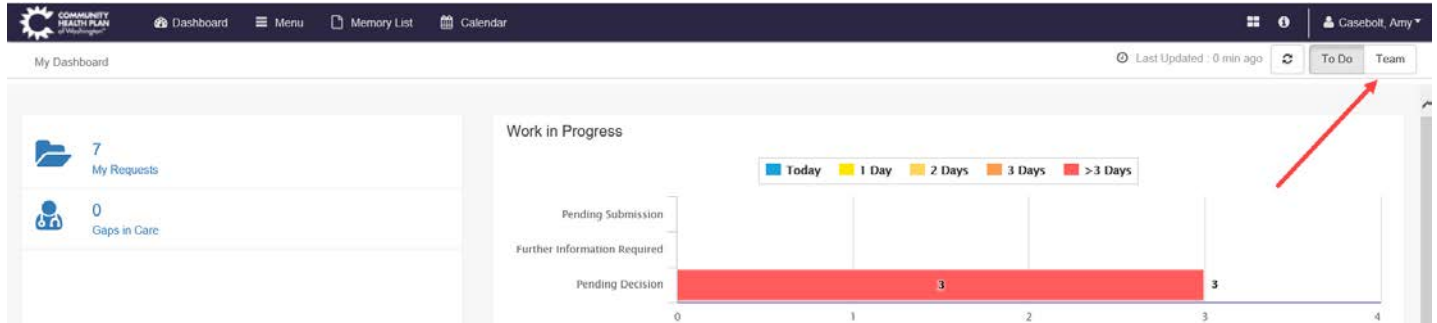 COMMUNITY
HEALTH PLAN
of Washington
Dashboard Menu Memory List Calendar Casebolt, Amy
My Dashboard Last Updated : 0 min ago To Do Team
7
My Requests
0
Gaps in Care
Work in Progress
Today 1 Day 2 Days 3 Days >3 Days
Pending Submission
Further Information Required
Pending Decision 3 3
0 1 2 3 4